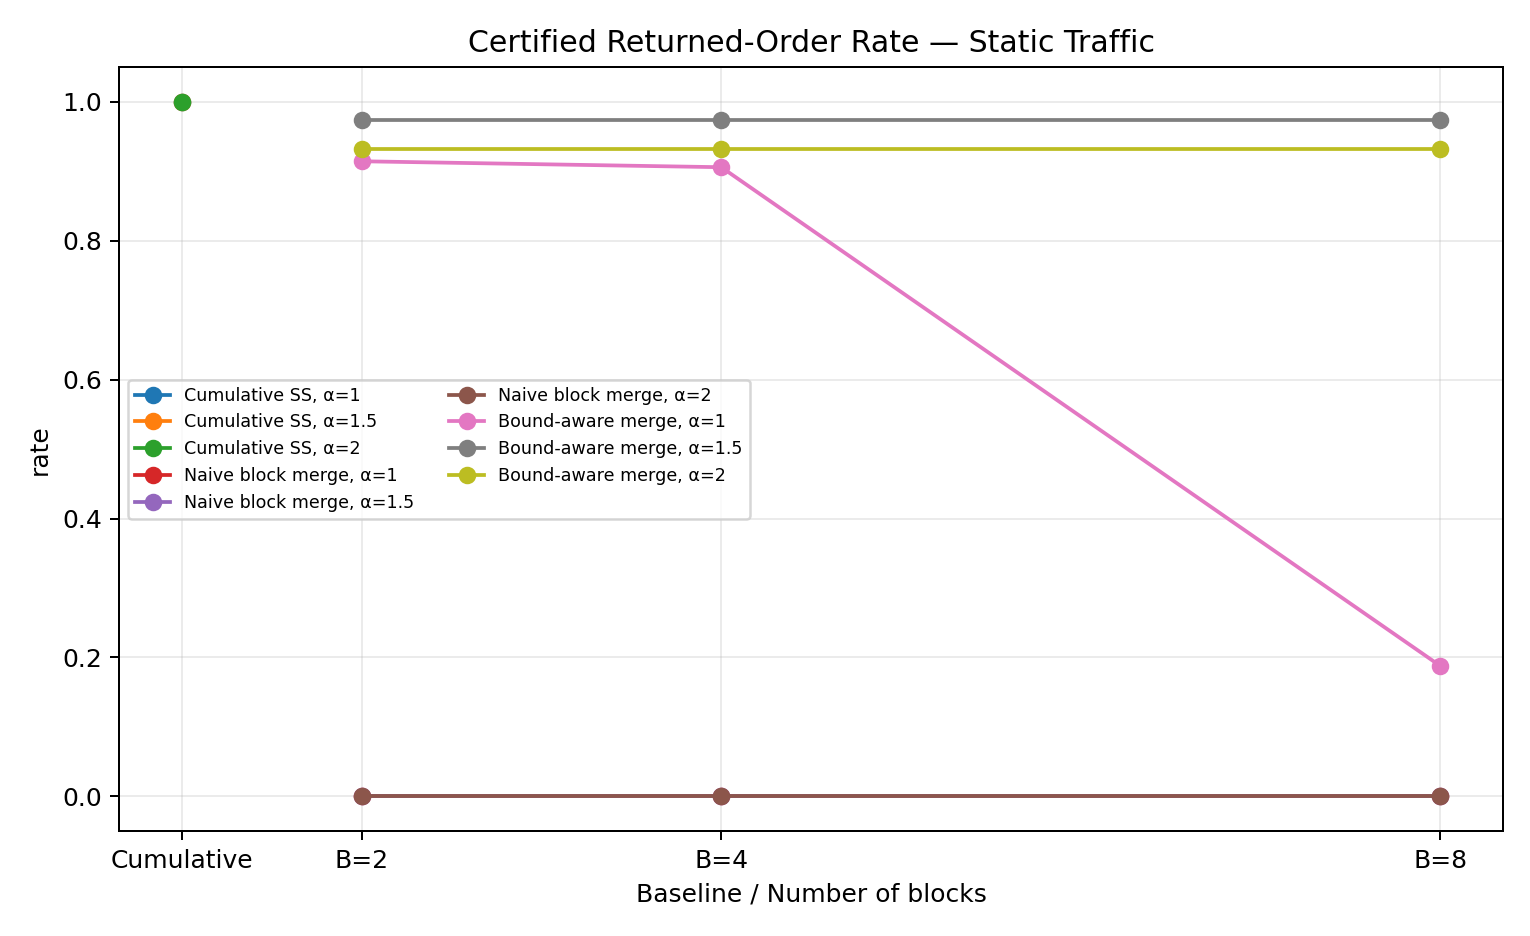 Certified Returned-Order Rate — Static Traffic
1.0
0.8
0.6
0.4
0.2
0.0
rate
Cumulative SS, α=1
Cumulative SS, α=1.5
Cumulative SS, α=2
Naive block merge, α=1
Naive block merge, α=1.5
Naive block merge, α=2
Bound-aware merge, α=1
Bound-aware merge, α=1.5
Bound-aware merge, α=2
Cumulative
B=2
B=4
B=8
Baseline / Number of blocks